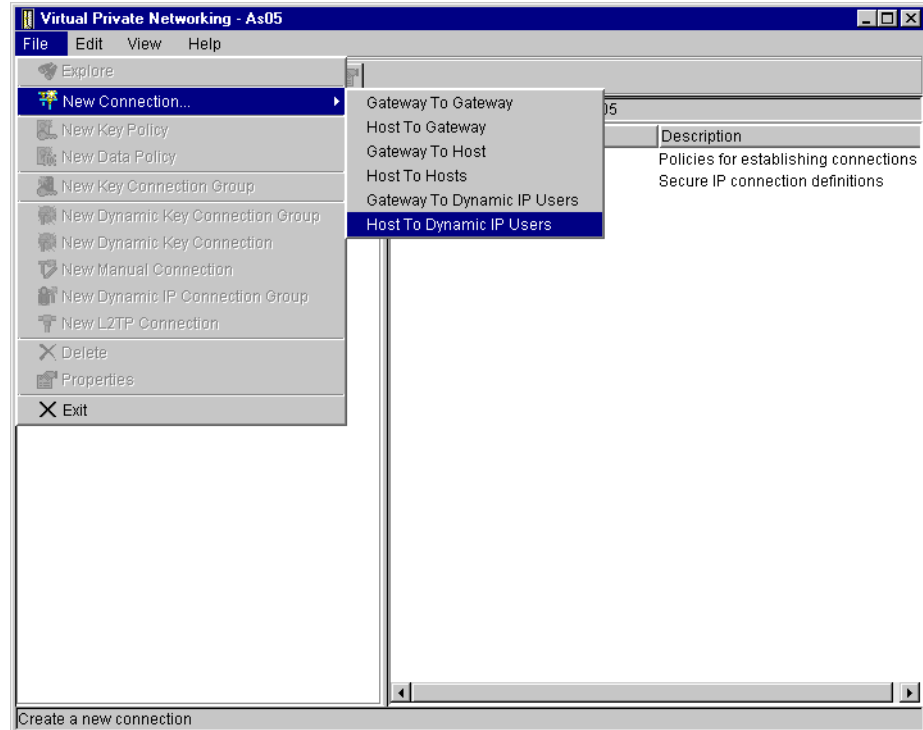 Virtual Private Networking - As05
File Edit View Help
Explore
New Connection...
New Key Policy
New Data Policy
New Key Connection Group
New Dynamic Key Connection Group
New Dynamic Key Connection
New Manual Connection
New Dynamic IP Connection Group
New L2TP Connection
Delete
Properties
Exit
Gateway To Gateway
Host To Gateway
Gateway To Host
Host To Hosts
Gateway To Dynamic IP Users
Host To Dynamic IP Users
05
Description
Policies for establishing connections
Secure IP connection definitions
Create a new connection